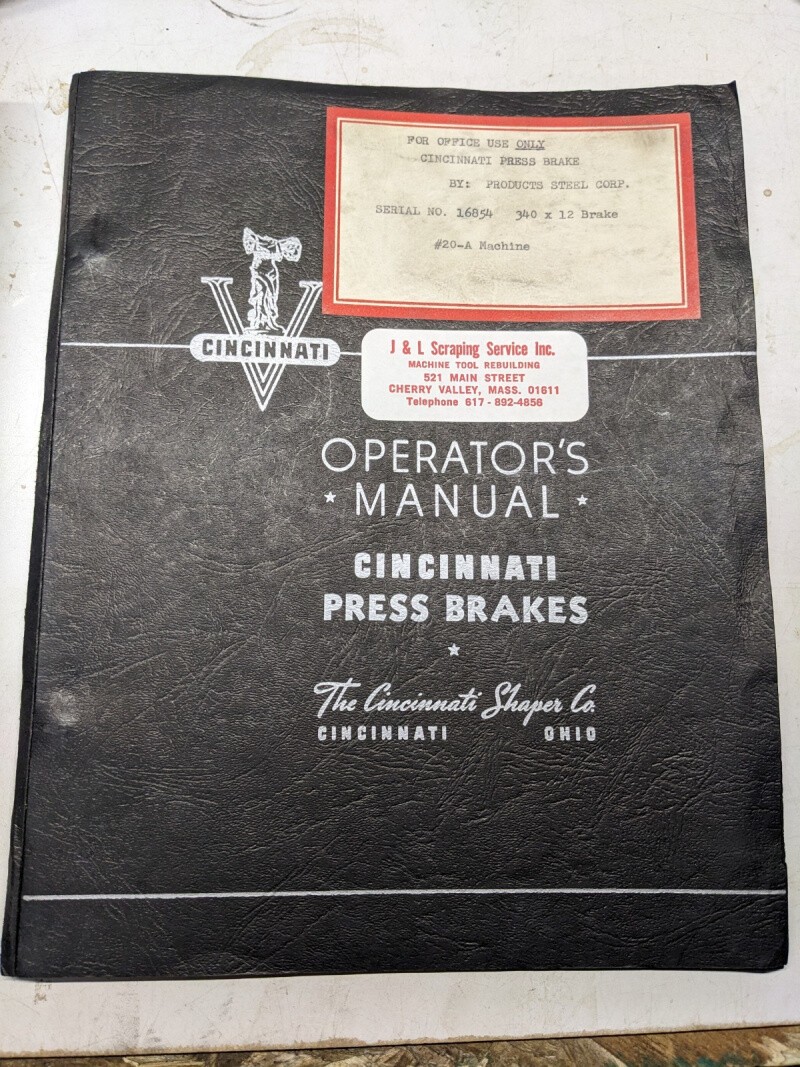 FOR OFFICE USE ONLY
CINCINNATI PRESS BRAKE
BY: PRODUCTS STEEL CORP.
SERIAL NO. 16854 340 x 12 Brake
#20-A Machine
CINCINNATI
J & L Scraping Service Inc.
MACHINE TOOL REBUILDING
521 MAIN STREET
CHERRY VALLEY, MASS. 01611
Telephone 617 - 892-4856
OPERATOR'S
★ MANUAL ★
CINCINNATI
PRESS BRAKES
★
The Cincinnati Shaper Co.
CINCINNATI OHIO